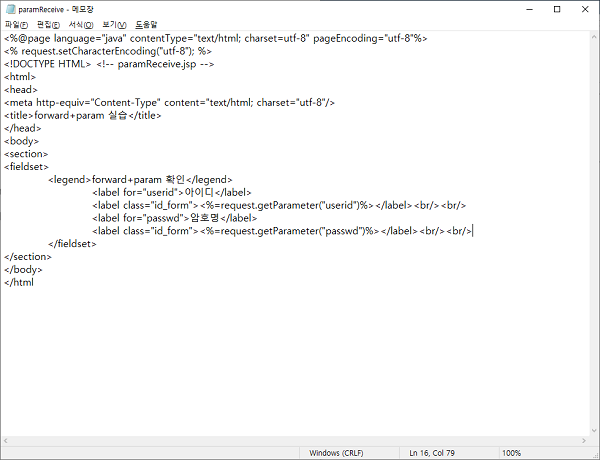 paramReceive - 메모장
파일(F) 편집(E) 서식(O) 보기(V) 도움말
<%@page language="java" contentType="text/html; charset=utf-8" pageEncoding="utf-8"%>
<% request.setCharacterEncoding("utf-8"); %>
<!DOCTYPE HTML> <!-- paramReceive.jsp -->
<html>
<head>
<meta http-equiv="Content-Type" content="text/html; charset="utf-8"/>
<title>forward+param 실습</title>
</head>
<body>
<section>
<fieldset>
<legend>forward+param 확인</legend>
<label for="userid">아이디</label>
<label class="id_form"><%=request.getParameter("userid")%></label><br/><br/>
<label for="passwd">암호명</label>
<label class="id_form"><%=request.getParameter("passwd")%></label><br/><br/>
</fieldset>
</section>
</body>
</html
Windows (CRLF) Ln 16, Col 79 100%